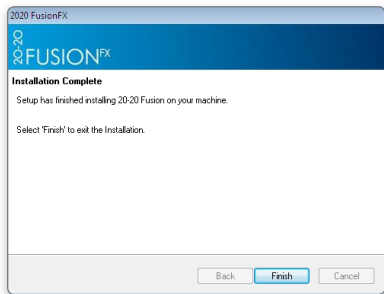 2020 FusionFX
20-20
FUSIONFX
Installation Complete
Setup has finished installing 20-20 Fusion on your machine.
Select 'Finish' to exit the Installation.
Back Finish Cancel